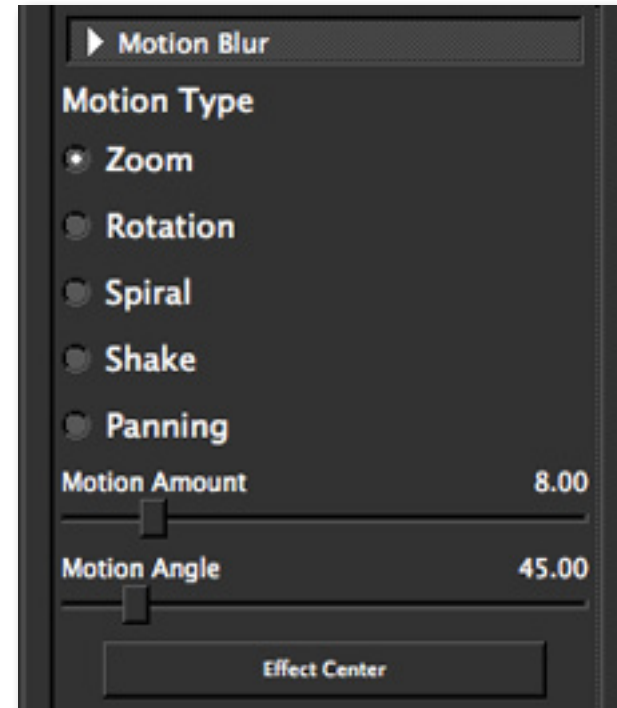 Motion Blur
Motion Type
Zoom
Rotation
Spiral
Shake
Panning
Motion Amount 8.00
Motion Angle 45.00
Effect Center